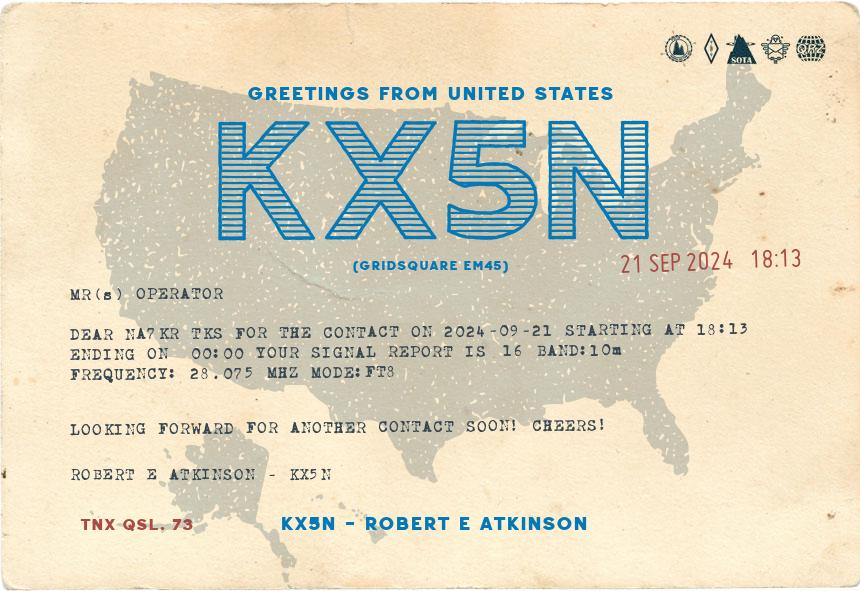 SOTA
QRZ
GREETINGS FROM UNITED STATES
KX5N
(GRIDSQUARE EM45)
21 SEP 2024 18:13
MR(s) OPERATOR
DEAR NA7KR TKS FOR THE CONTACT ON 2024-09-21 STARTING AT 18:13
ENDING ON 00:00 YOUR SIGNAL REPORT IS 16 BAND:10m
FREQUENCY: 28.075 MHZ MODE:FT8
LOOKING FORWARD FOR ANOTHER CONTACT SOON! CHEERS!
ROBERT E ATKINSON - KX5N
TNX QSL, 73
KX5N - ROBERT E ATKINSON